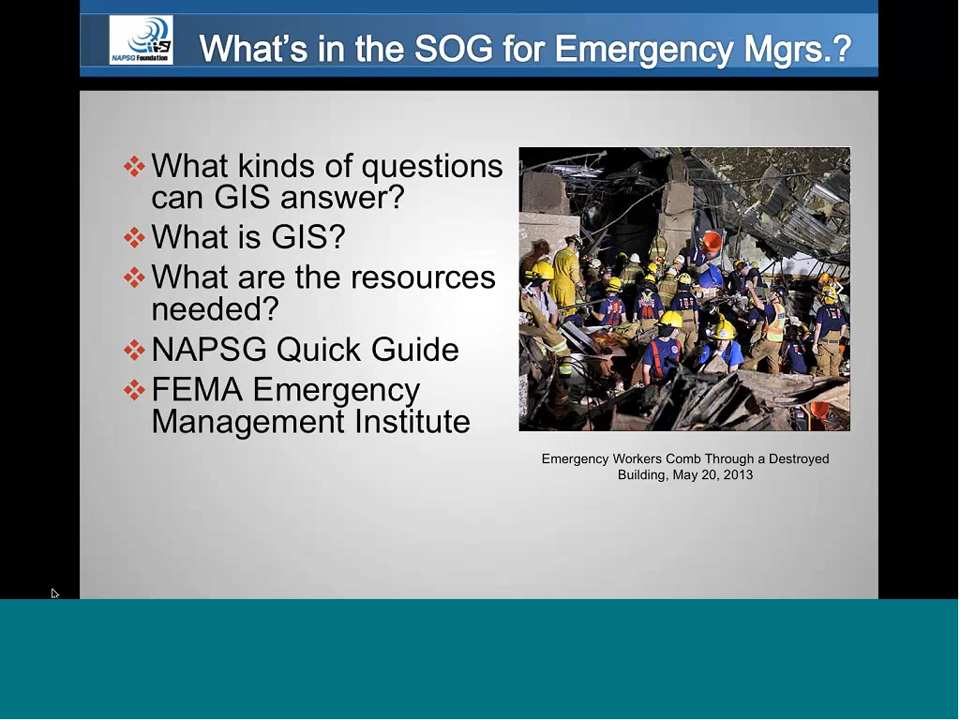 NAPSG Foundation
What's in the SOG for Emergency Mgrs.?
What kinds of questions
can GIS answer?
What is GIS?
What are the resources
needed?
NAPSG Quick Guide
FEMA Emergency
Management Institute
Emergency Workers Comb Through a Destroyed
Building, May 20, 2013